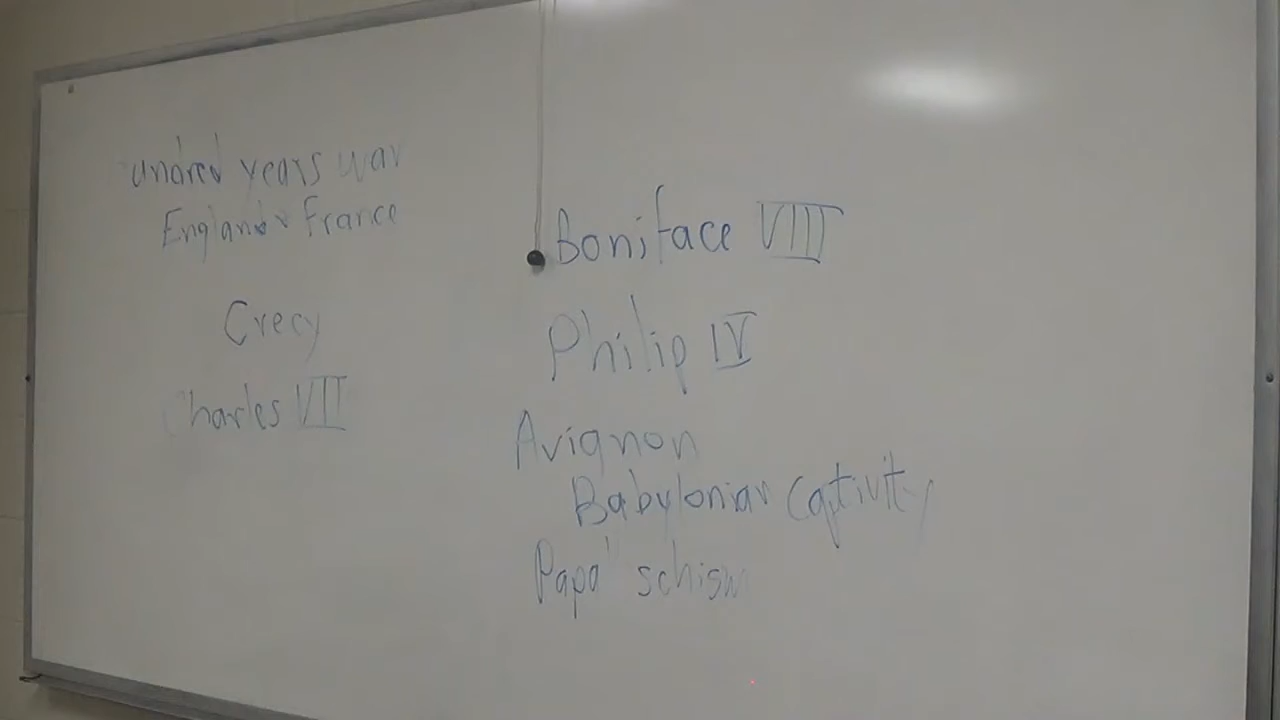 undred years war
England & France
Crecy
Charles VII
Boniface VIII
Philip IV
Avignon
Babylonian Captivity
Papal schism